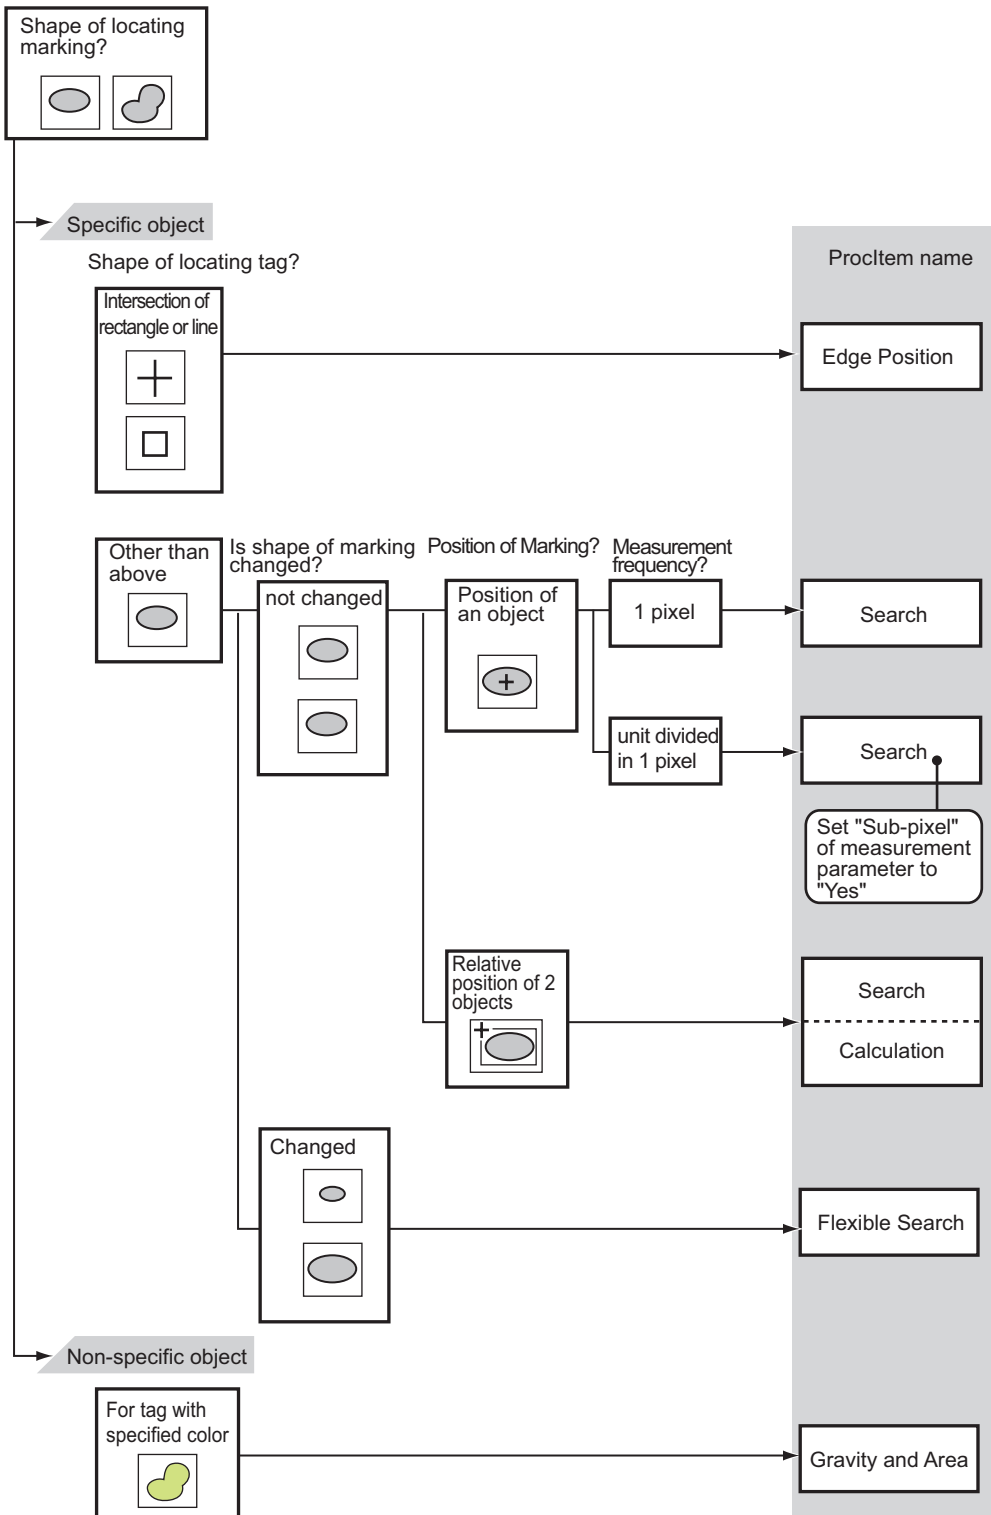 Shape of locating
marking?
Specific object
Shape of locating tag?
ProcItem name
Intersection of
rectangle or line
Edge Position
Other than
above
Is shape of marking
changed?
not changed
Position of Marking?
Position of
an object
Measurement
frequency?
1 pixel
Search
unit divided
in 1 pixel
Search
Set "Sub-pixel"
of measurement
parameter to
"Yes"
Relative
position of 2
objects
Search
Calculation
Changed
Flexible Search
Non-specific object
For tag with
specified color
Gravity and Area